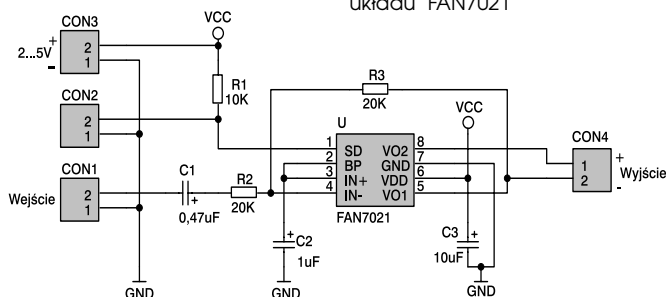 układu FAN7021
CON3
VCC
+
2...5V
-
2
1
R1
10K
R3
20K
VCC
CON2
2
1
U
1 SD VO2 8
2 BP GND 7
3 IN+ VDD 6
4 IN- VO1 5
FAN7021
CON4
1
2
+
Wyjście
-
CON1
Wejście
2
1
C1
+
0,47uF
R2
20K
+
C2
1uF
C3
+
10uF
GND
GND
GND